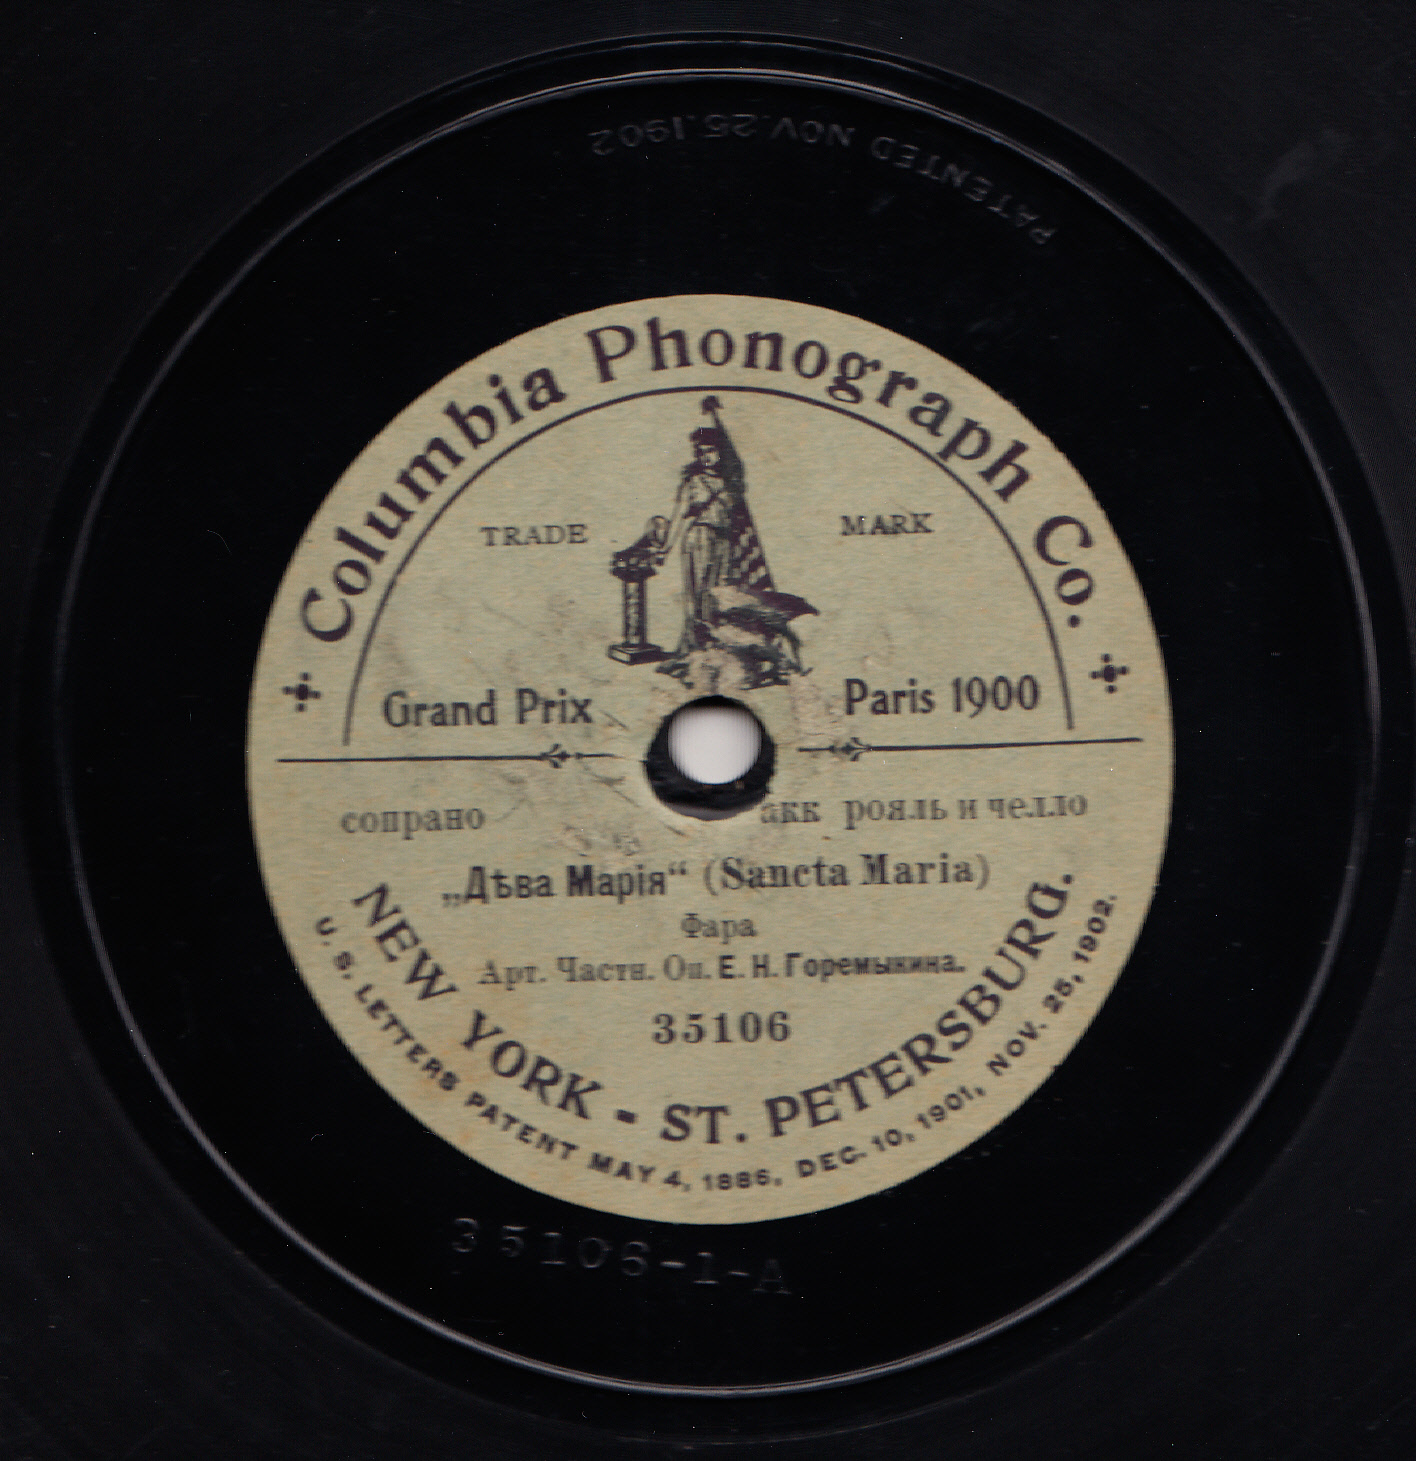 PATENTED NOV. 25. 1902
Columbia Phonograph Co.
TRADE MARK
Grand Prix Paris 1900
сопрано акк рояль и челло
„Дѣва Марія“ (Sancta Maria)
Фара
Арт. Частн. Оп. Е. Н. Горемыкина.
35106
NEW YORK - ST. PETERSBURG.
U. S. LETTERS PATENT MAY 4, 1886, DEC. 10, 1901, NOV. 25, 1902.
35106-1-A